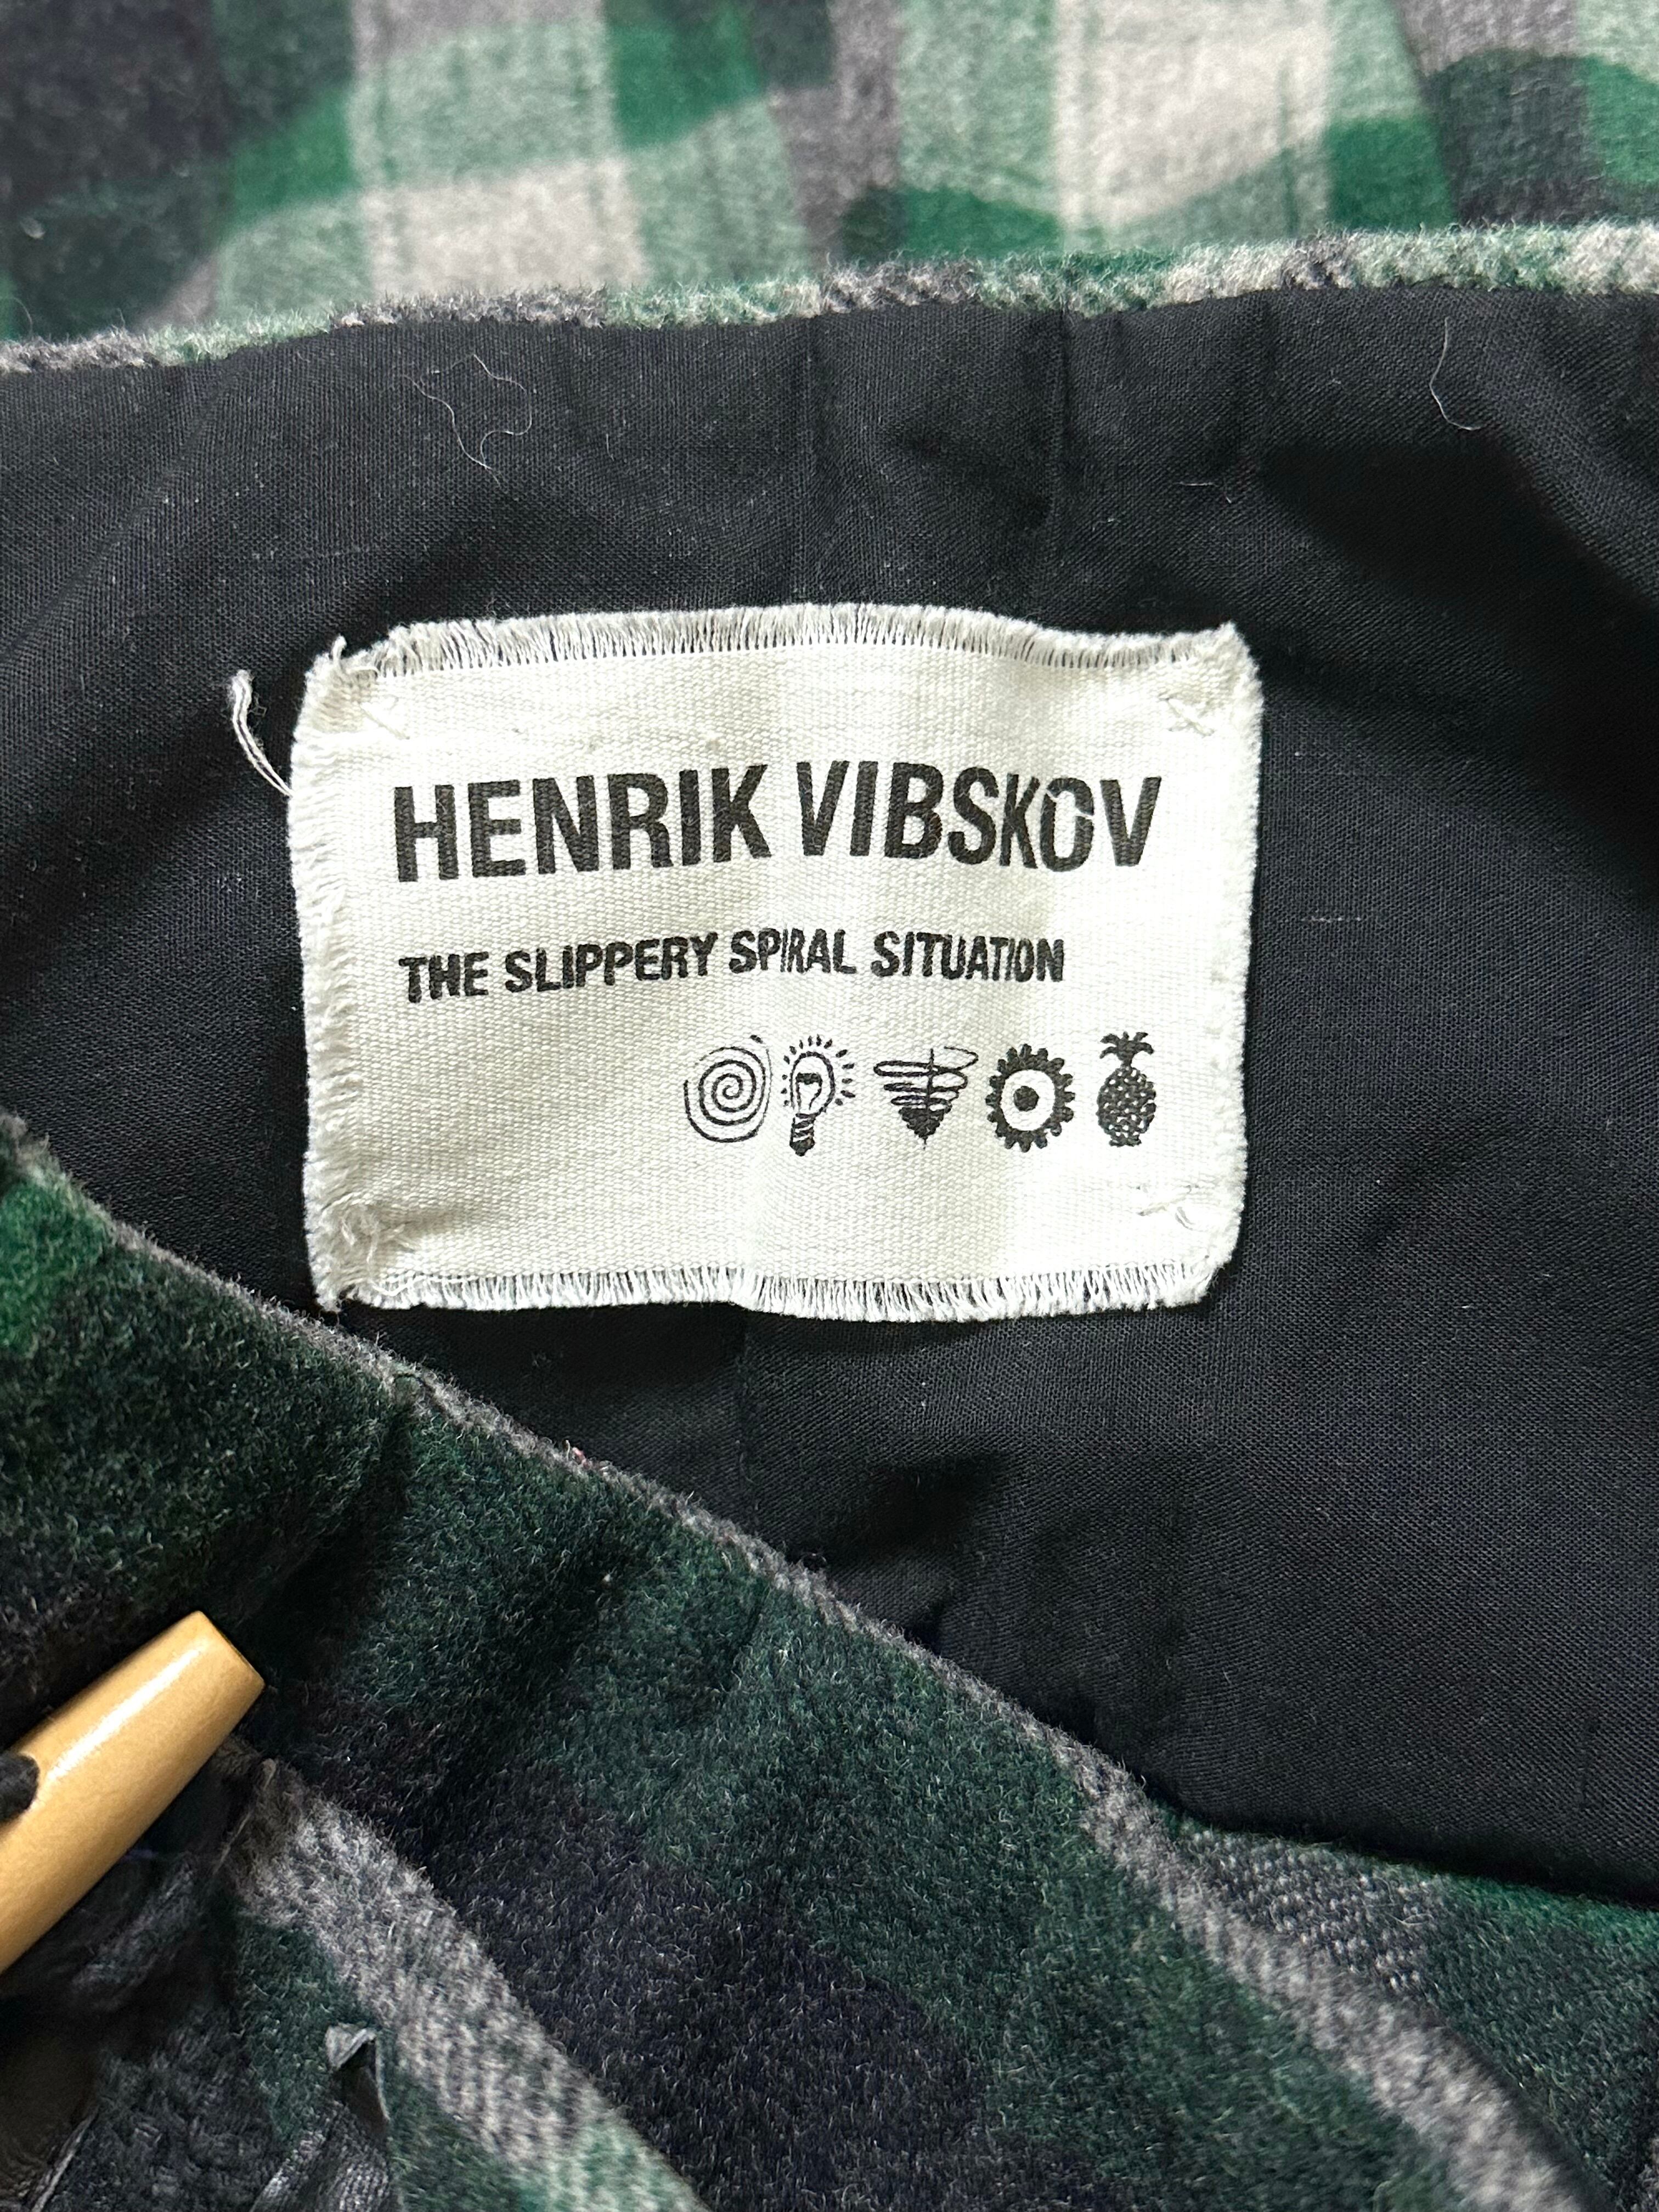 HENRIK VIBSKOV
THE SLIPPERY SPIRAL SITUATION